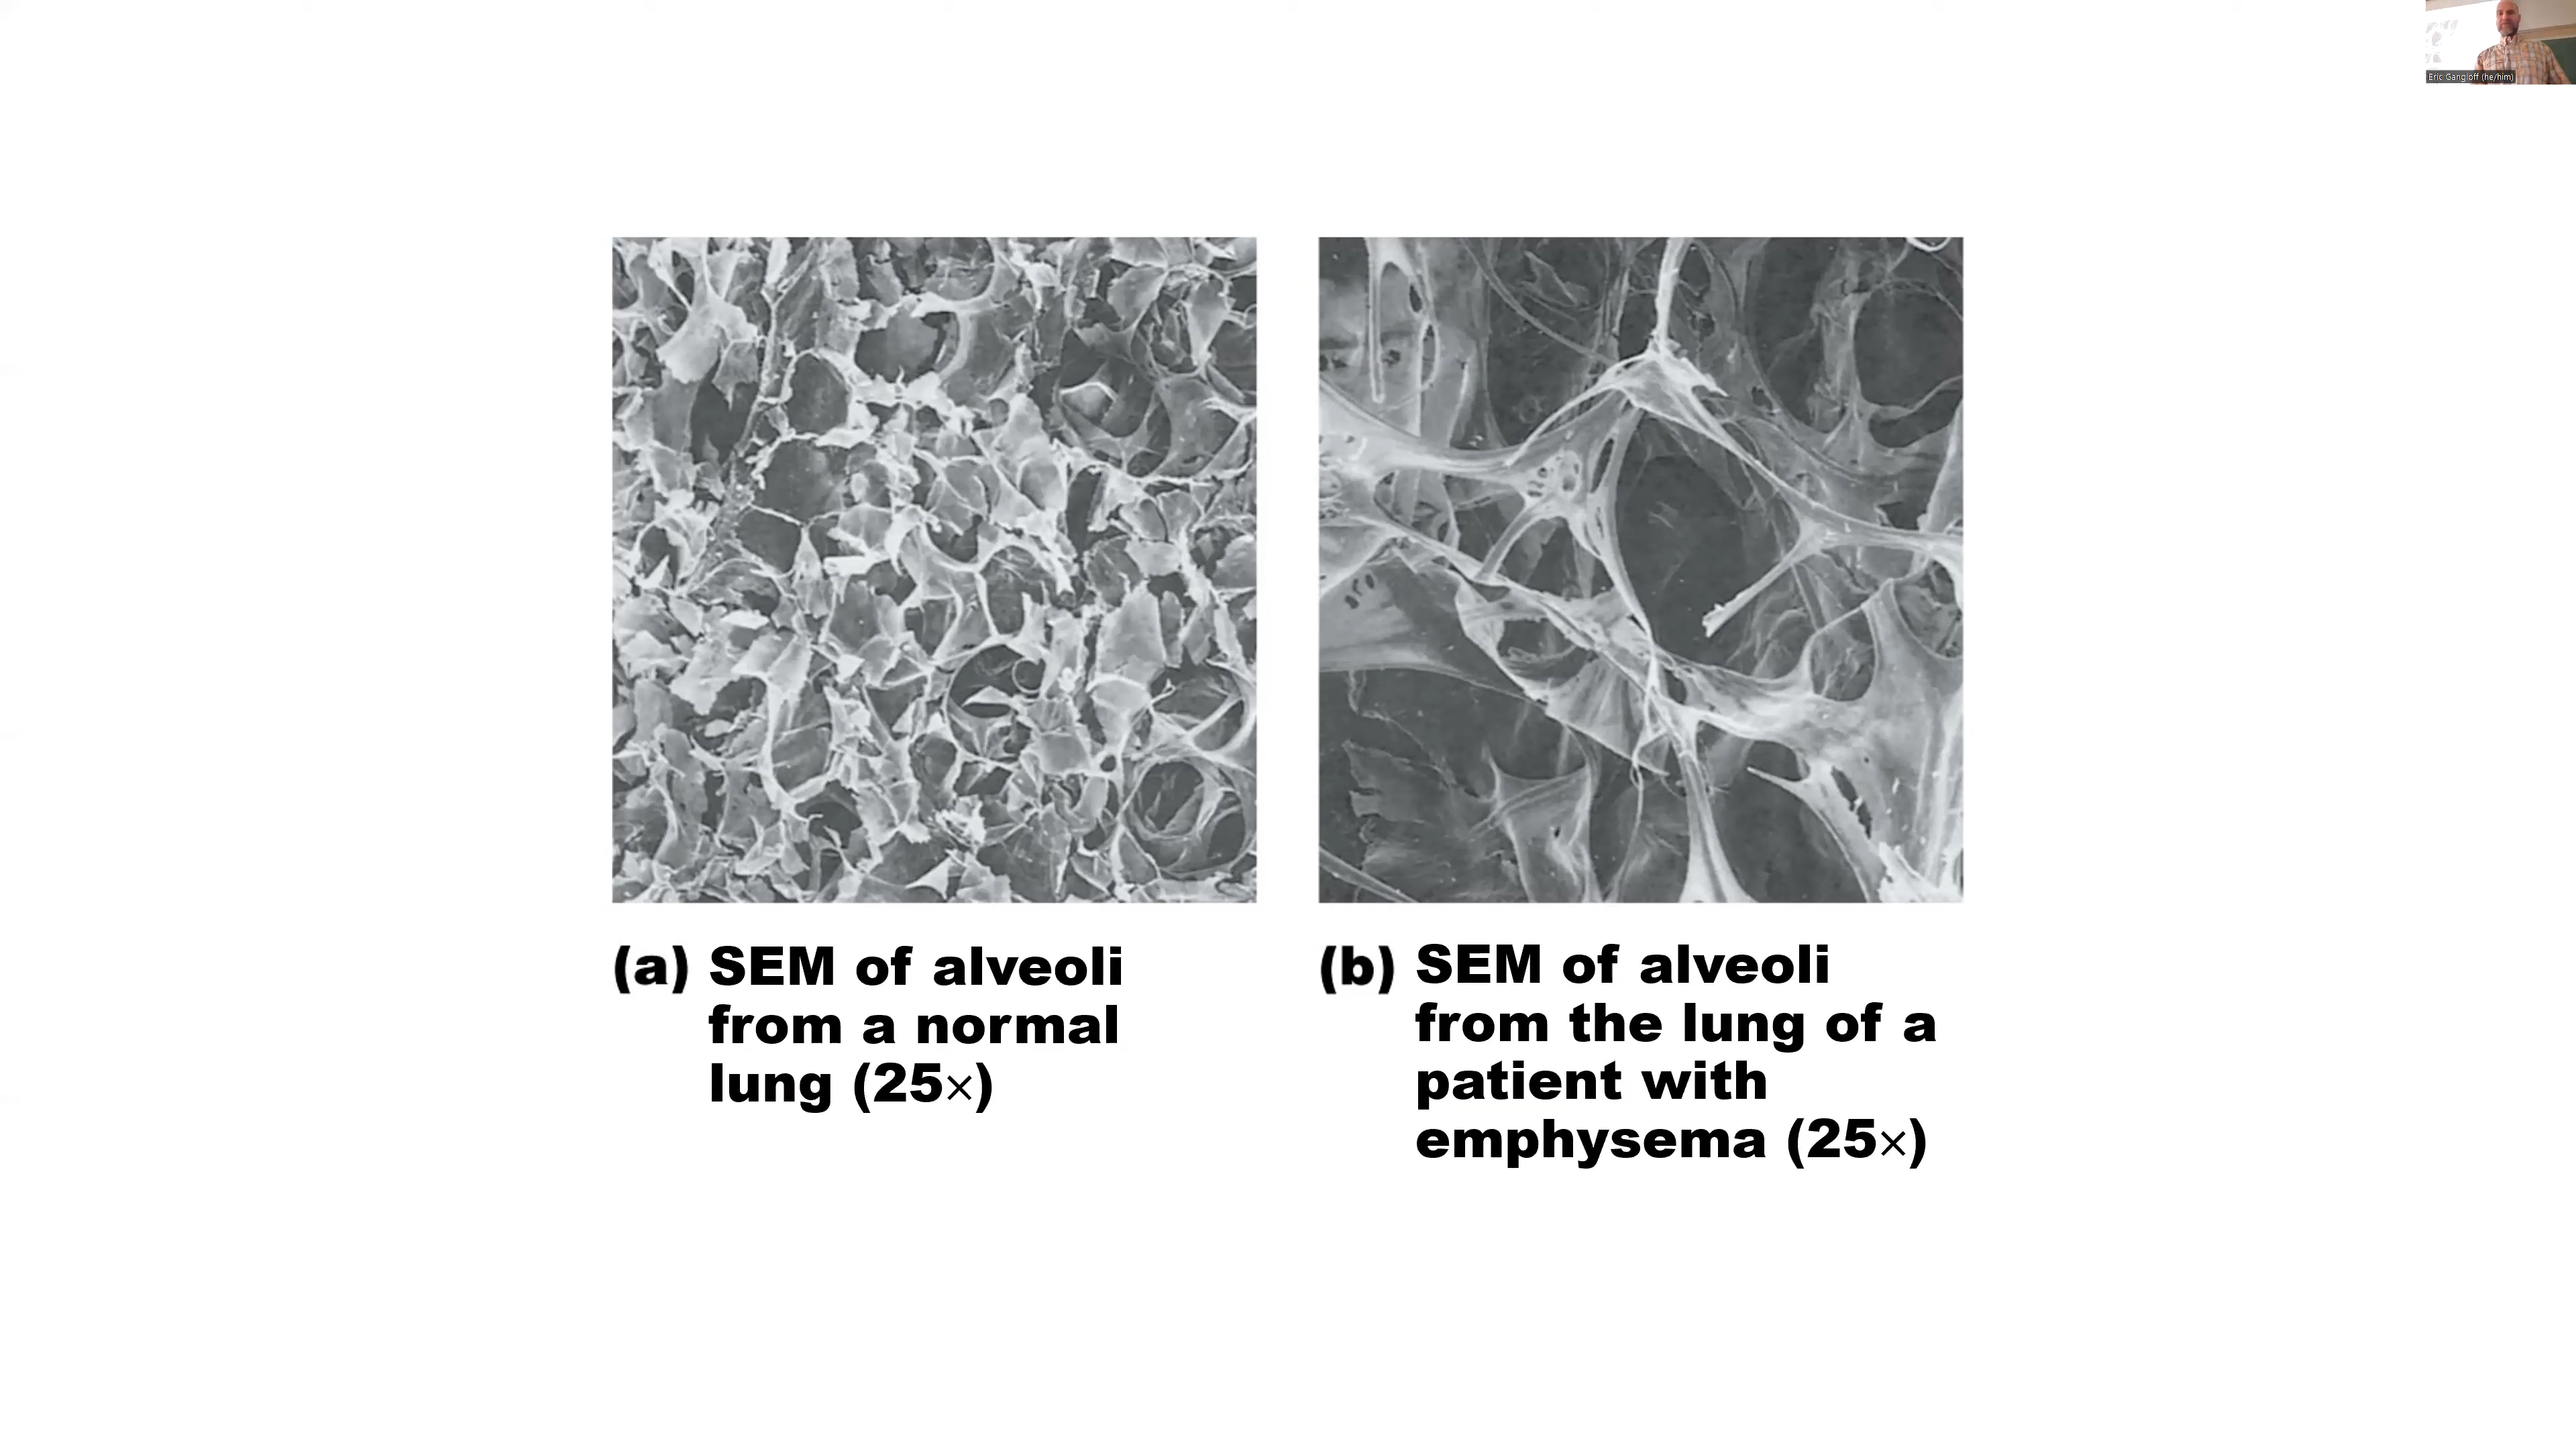 Eric Gangloff (he/him)
(a) SEM of alveoli
from a normal
lung (25×)
(b) SEM of alveoli
from the lung of a
patient with
emphysema (25×)